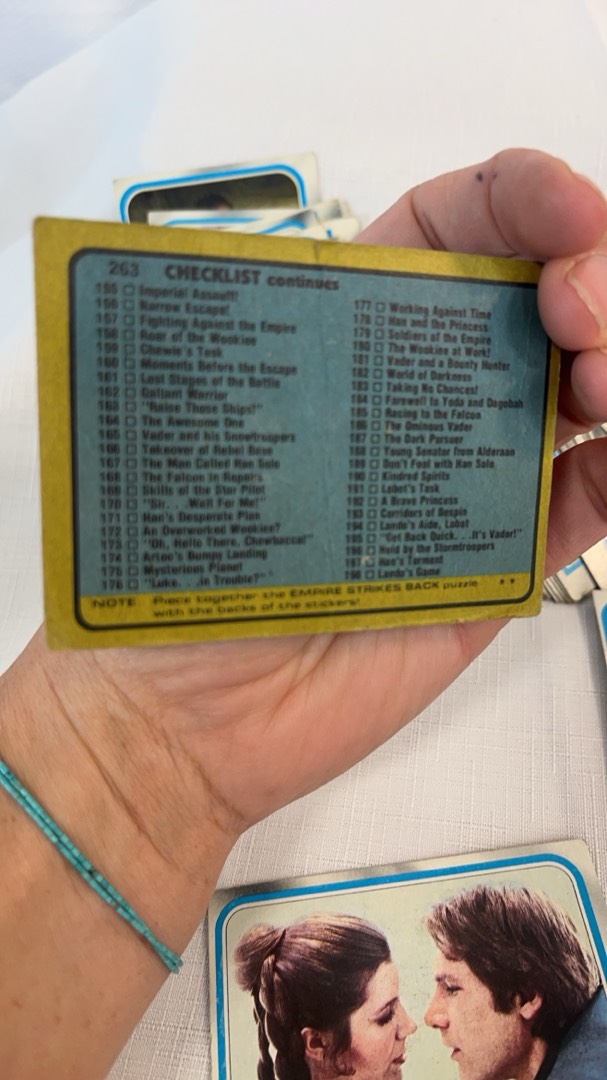 263 CHECKLIST continues
155 Imperial Assault!
156 Narrow Escape!
157 Fighting Against the Empire
158 Roar of the Wookiee
159 Chewie's Task
160 Moments Before the Escape
161 Last Stages of the Battle
162 Gallant Warrior
163 "Raise Those Ships!"
164 The Awesome One
165 Vader and his Snowtroopers
166 Takeover of Rebel Base
167 The Man Called Han Solo
168 The Falcon in Repairs
169 Skills of the Star Pilot
170 "Sir. . .Wait For Me!"
171 Han's Desperate Plan
172 An Overworked Wookiee?
173 "Oh, Hello There, Chewbacca!"
174 Artoo's Bumpy Landing
175 Mysterious Planet
176 "Luke. . .In Trouble?"
177 Working Against Time
178 Han and the Princess
179 Soldiers of the Empire
180 The Wookiee at Work!
181 Vader and a Bounty Hunter
182 World of Darkness
183 Taking No Chances!
184 Farewell to Yoda and Dagobah
185 Racing to the Falcon
186 The Ominous Vader
187 The Dark Pursuer
188 Young Senator from Alderaan
189 Don't Fool with Han Solo
190 Kindred Spirits
191 Lobot's Task
192 A Brave Princess
193 Corridors of Bespin
194 Lando's Aide, Lobot
195 "Get Back Quick. . .It's Vader!"
196 Held by the Stormtroopers
197 Han's Torment
198 Lando's Game
NOTE Piece together the EMPIRE STRIKES BACK puzzle
with the backs of the stickers! **